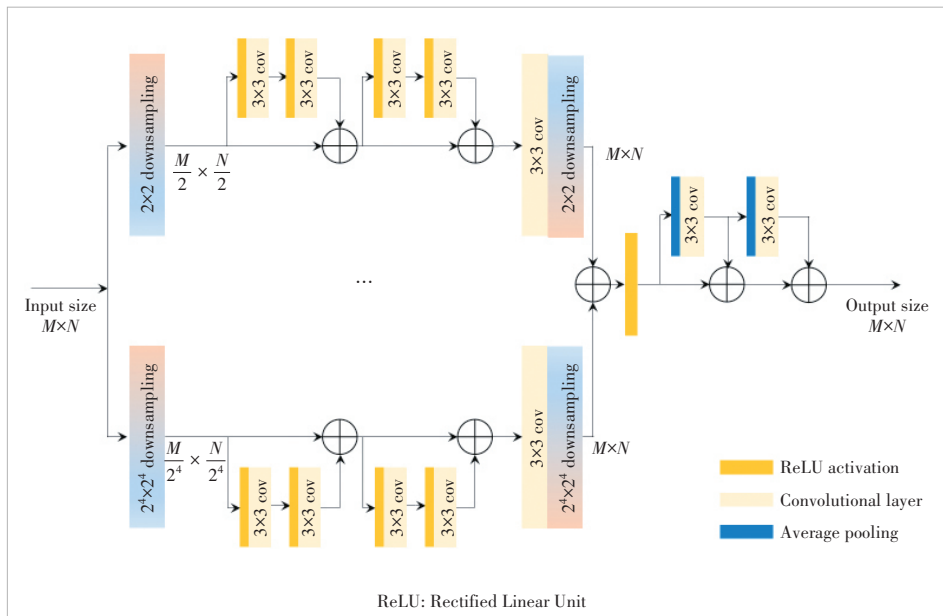 2×2 downsampling
3×3 cov
3×3 cov
3×3 cov
3×3 cov
3×3 cov
2×2 downsampling
M/2 × N/2
M×N
3×3 cov
3×3 cov
...
Input size
M×N
Output size
M×N
2⁴×2⁴ downsampling
M/2⁴ × N/2⁴
3×3 cov
3×3 cov
3×3 cov
3×3 cov
3×3 cov
2⁴×2⁴ downsampling
M×N
ReLU activation
Convolutional layer
Average pooling
ReLU: Rectified Linear Unit